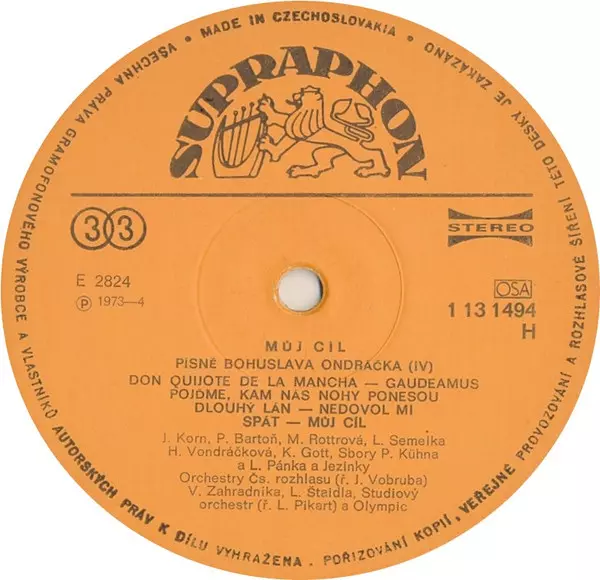 VŠECHNA PRÁVA GRAMOFONOVÉHO VÝROBCE A VLASTNÍKŮ AUTORSKÝCH PRÁV K DÍLU VYHRAŽENA. POŘIZOVÁNÍ KOPIÍ, VEŘEJNÉ PROVOZOVÁNÍ A ROZHLASOVÉ ŠÍŘENÍ TÉTO DESKY JE ZAKÁZÁNO • MADE IN CZECHOSLOVAKIA •
SUPRAPHON
33
STEREO
E 2824
℗ 1973—4
OSA
1 13 1494
H
MŮJ CÍL
PÍSNĚ BOHUSLAVA ONDRÁČKA (IV)
DON QUIJOTE DE LA MANCHA — GAUDEAMUS
POJĎME, KAM NÁS NOHY PONESOU
DLOUHÝ LÁN — NEDOVOL MI
SPÁT — MŮJ CÍL
J. Korn, P. Bartoň, M. Rottrová, L. Semelka
H. Vondráčková, K. Gott, Sbory P. Kühna
a L. Pánka a Jezinky
Orchestry Čs. rozhlasu (ř. J. Vobruba)
V. Zahradníka, L. Štaidla, Studiový
orchestr (ř. L. Pikart) a Olympic